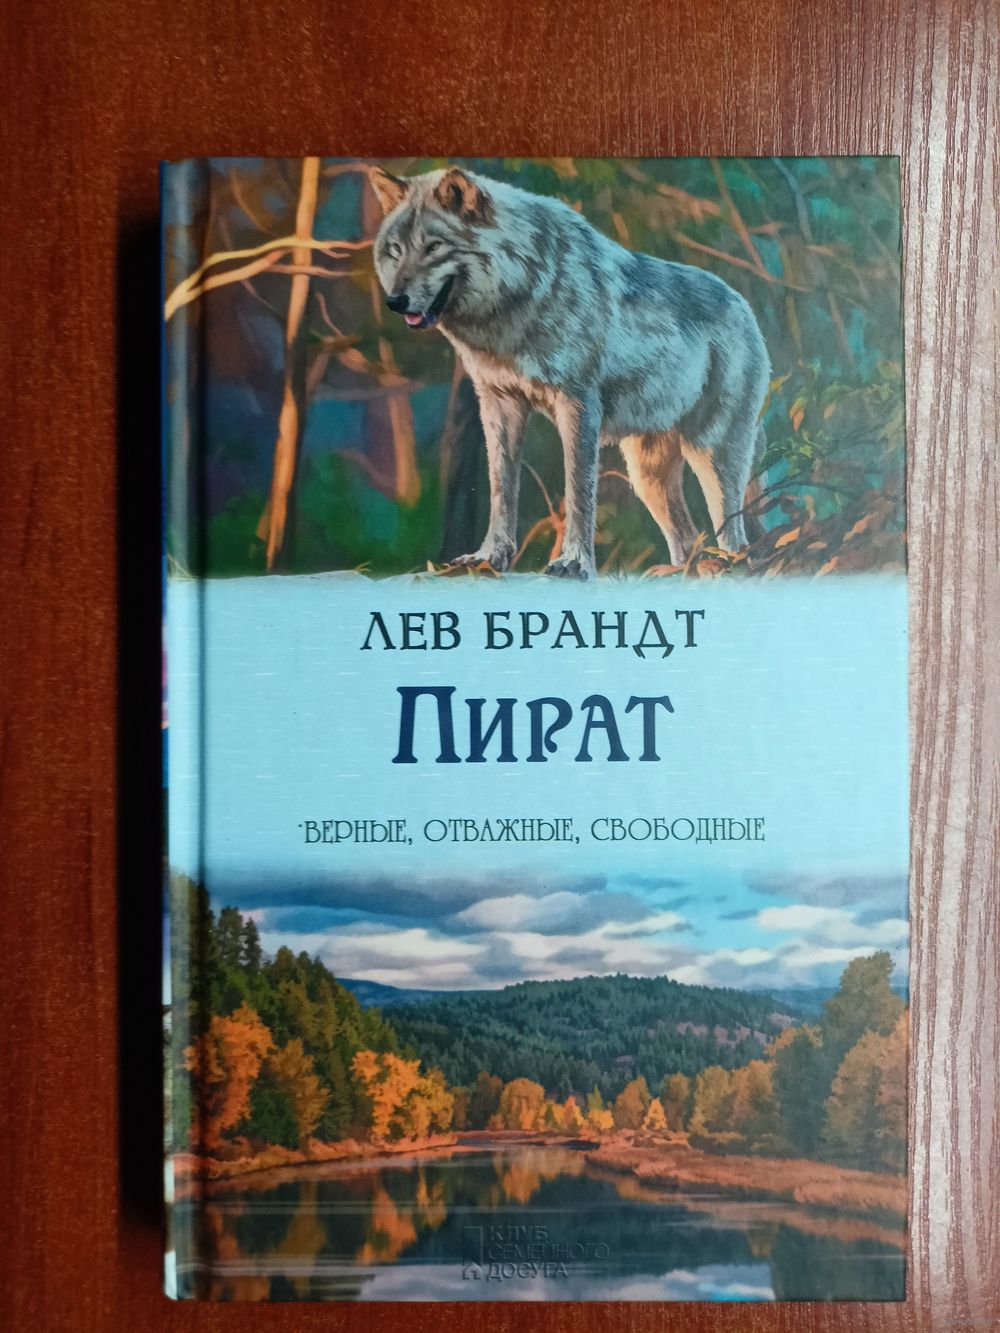 ЛЕВ БРАНДТ
ПИРАТ
ВЕРНЫЕ, ОТВАЖНЫЕ, СВОБОДНЫЕ
КЛУБ
СЕМЕЙНОГО
ДОСУГА